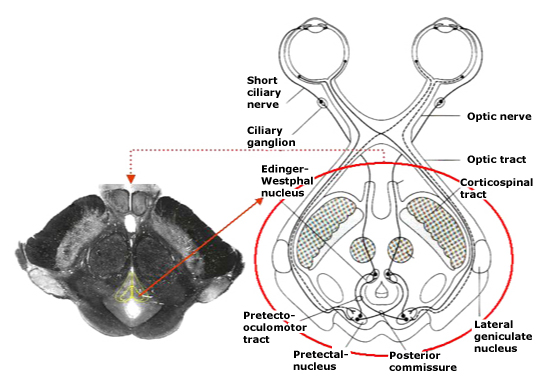 Short
ciliary
nerve
Ciliary
ganglion
Optic nerve
Optic tract
Edinger-
Westphal
nucleus
Corticospinal
tract
Pretecto-
oculomotor
tract
Pretectal-
nucleus
Posterior
commissure
Lateral
geniculate
nucleus